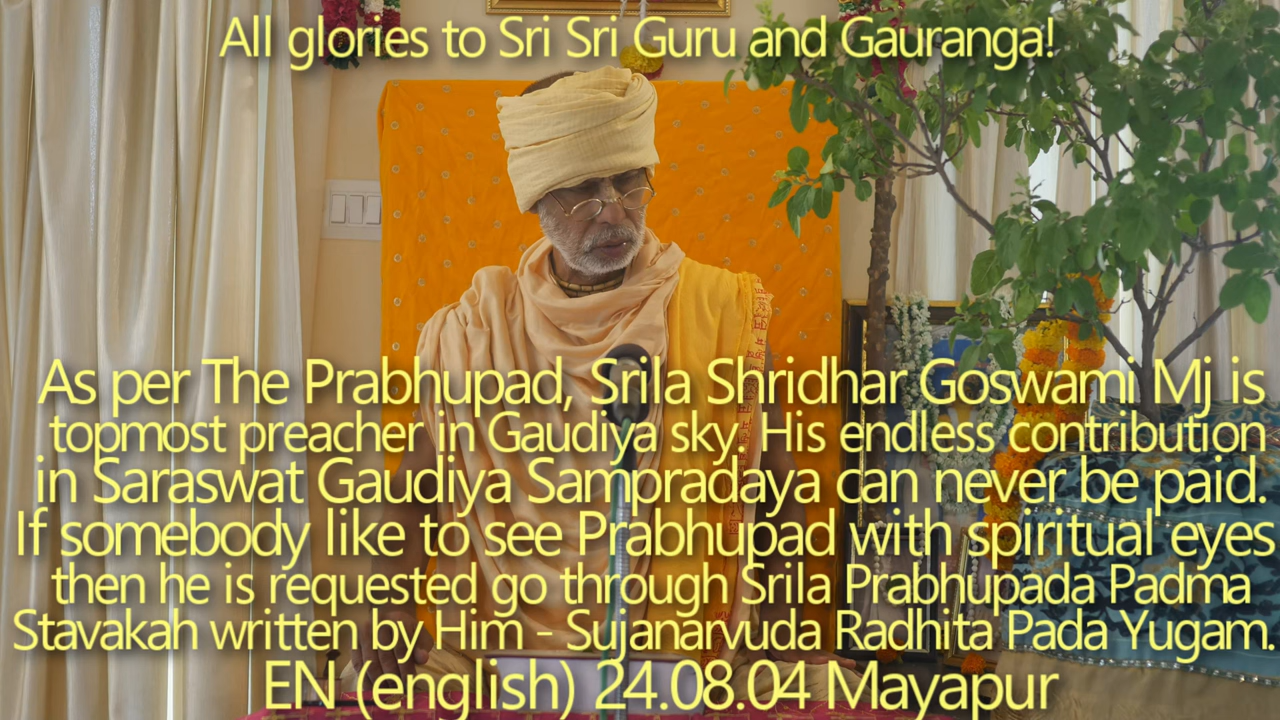 All glories to Sri Sri Guru and Gauranga!
As per The Prabhupad, Srila Shridhar Goswami Mj is
topmost preacher in Gaudiya sky. His endless contribution
in Saraswat Gaudiya Sampradaya can never be paid.
If somebody like to see Prabhupad with spiritual eyes
then he is requested go through Srila Prabhupada Padma
Stavakah written by Him - Sujanarvuda Radhita Pada Yugam.
EN (english) 24.08.04 Mayapur